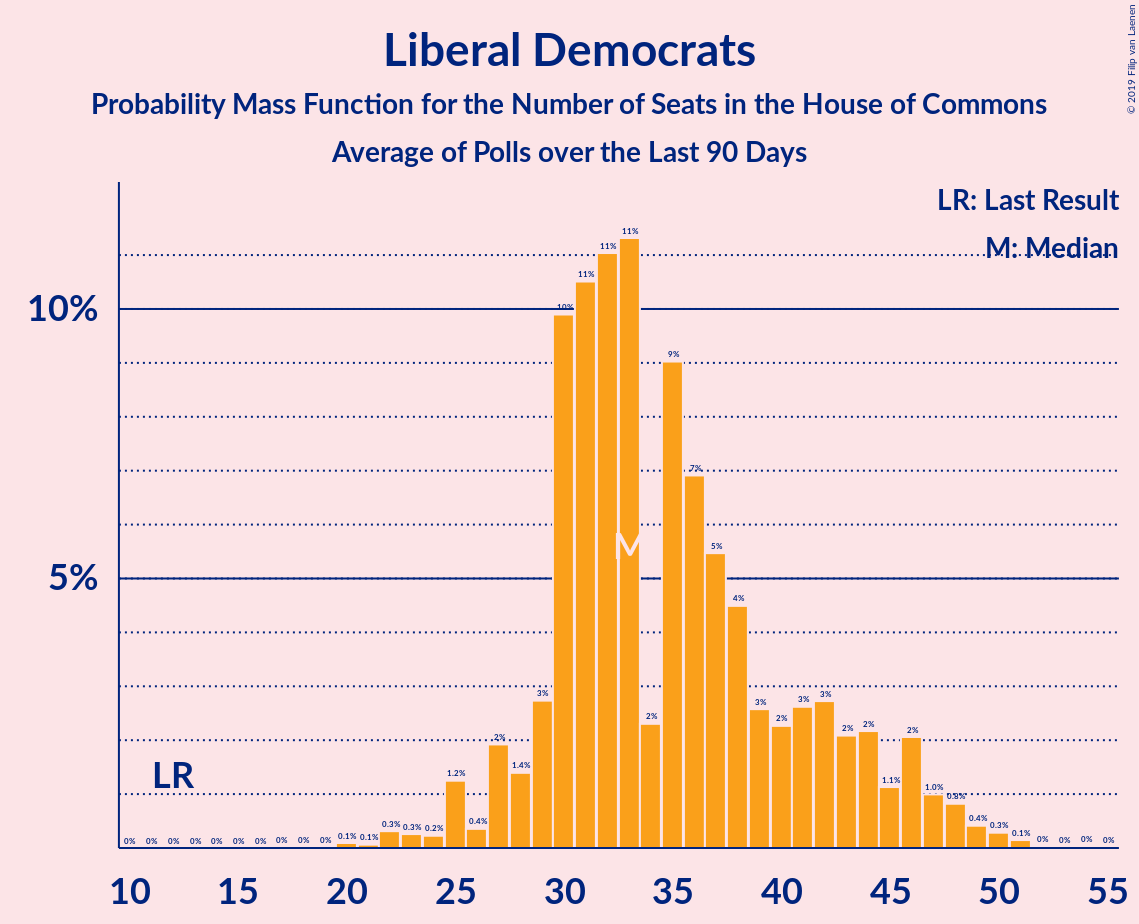 Liberal Democrats
Probability Mass Function for the Number of Seats in the House of Commons
Average of Polls over the Last 90 Days
© 2019 Filip van Laenen
LR: Last Result
M: Median
10%
5%
0% 0% 0% 0% 0% 0% 0% 0% 0% 0% 0.1% 0.1% 0.3% 0.3% 0.2% 1.2% 0.4% 2% 1.4% 3% 10% 11% 11% 11% 2% 9% 7% 5% 4% 3% 2% 3% 3% 2% 2% 1.1% 2% 1.0% 0.8% 0.4% 0.3% 0.1% 0% 0% 0% 0%
M
LR
10 15 20 25 30 35 40 45 50 55